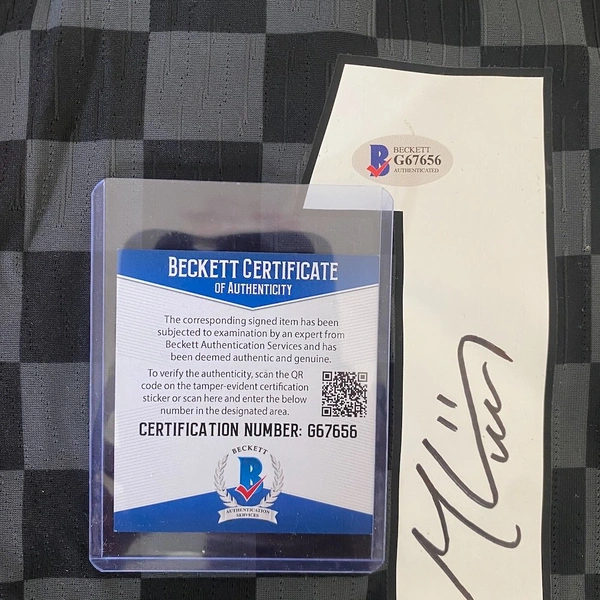 BECKETT
G67656
AUTHENTICATED
BECKETT CERTIFICATE
OF AUTHENTICITY
The corresponding signed item has been
subjected to examination by an expert from
Beckett Authentication Services and has
been deemed authentic and genuine.
To verify the authenticity, scan the QR
code on the tamper-evident certification
sticker or scan here and enter the below
number in the designated area.
CERTIFICATION NUMBER: G67656
BECKETT
B
AUTHENTICATION
SERVICES